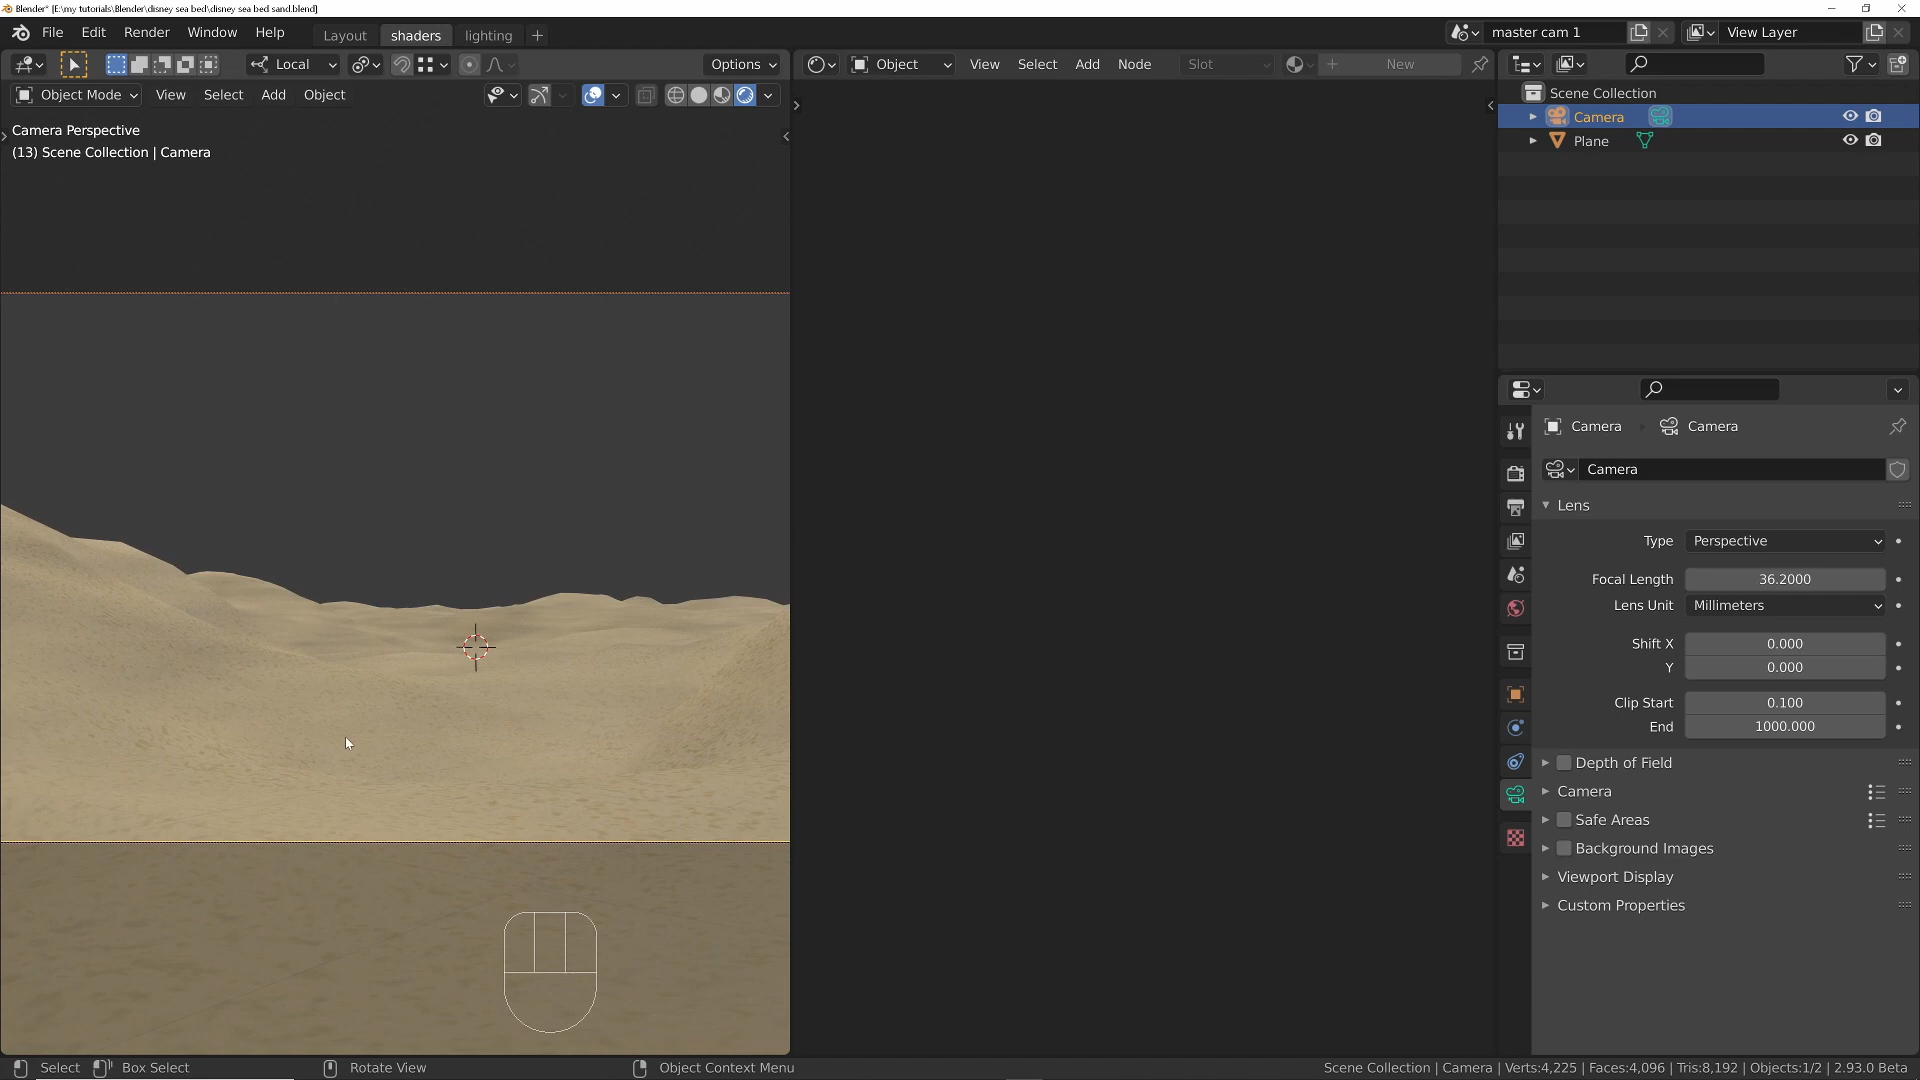 Blender* [E:\my tutorials\Blender\disney sea bed\disney sea bed sand.blend]
File Edit Render Window Help Layout shaders lighting master cam 1 View Layer
Local Options Object View Select Add Node Slot New
Object Mode View Select Add Object
Camera Perspective
(13) Scene Collection | Camera
Scene Collection
Camera
Plane
Camera Camera
Camera
Lens
Type Perspective
Focal Length 36.2000
Lens Unit Millimeters
Shift X 0.000
Y 0.000
Clip Start 0.100
End 1000.000
Depth of Field
Camera
Safe Areas
Background Images
Viewport Display
Custom Properties
Select Box Select Rotate View Object Context Menu Scene Collection | Camera | Verts:4,225 | Faces:4,096 | Tris:8,192 | Objects:1/2 | 2.93.0 Beta